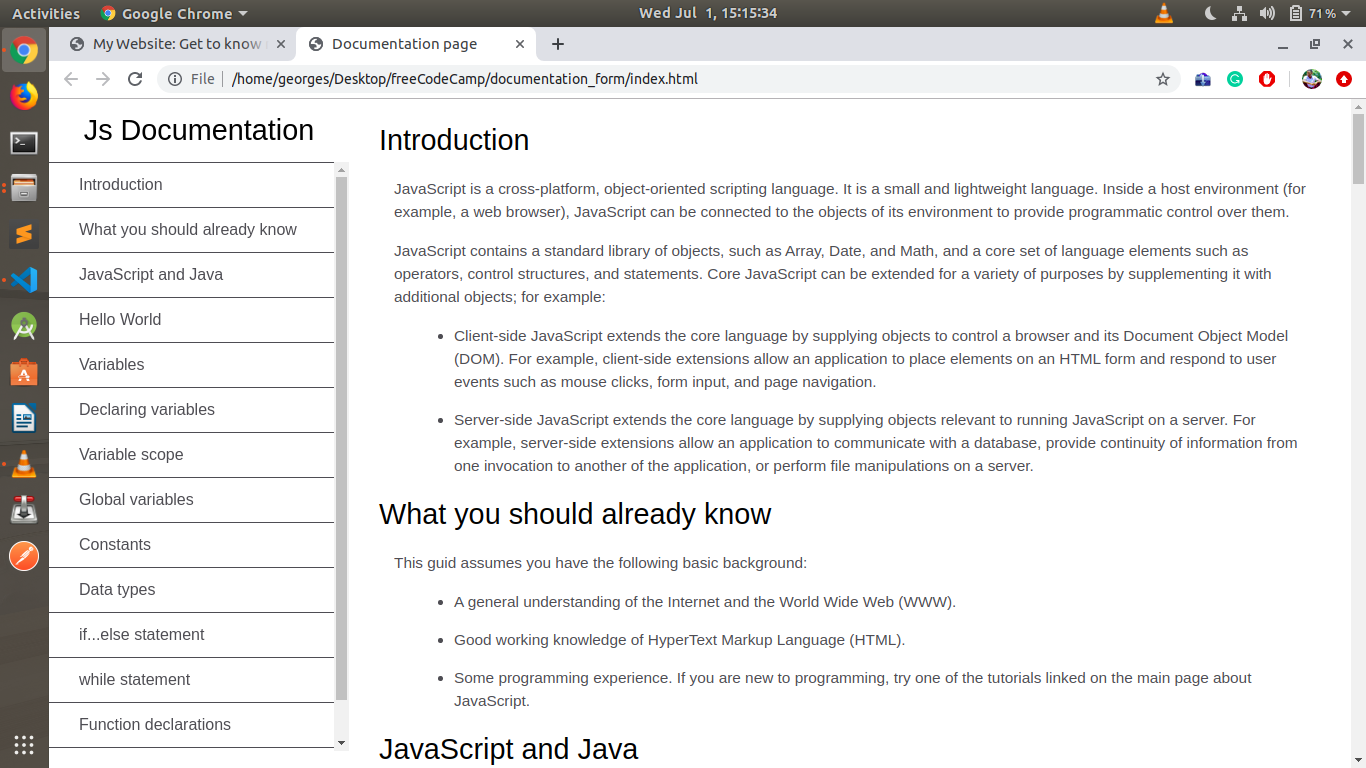 Activities
Google Chrome
Wed Jul 1, 15:15:34
71%
My Website: Get to know
Documentation page
File
/home/georges/Desktop/freeCodeCamp/documentation_form/index.html
Js Documentation
Introduction
What you should already know
JavaScript and Java
Hello World
Variables
Declaring variables
Variable scope
Global variables
Constants
Data types
if...else statement
while statement
Function declarations
Introduction
JavaScript is a cross-platform, object-oriented scripting language. It is a small and lightweight language. Inside a host environment (for
example, a web browser), JavaScript can be connected to the objects of its environment to provide programmatic control over them.
JavaScript contains a standard library of objects, such as Array, Date, and Math, and a core set of language elements such as
operators, control structures, and statements. Core JavaScript can be extended for a variety of purposes by supplementing it with
additional objects; for example:
• Client-side JavaScript extends the core language by supplying objects to control a browser and its Document Object Model
(DOM). For example, client-side extensions allow an application to place elements on an HTML form and respond to user
events such as mouse clicks, form input, and page navigation.
• Server-side JavaScript extends the core language by supplying objects relevant to running JavaScript on a server. For
example, server-side extensions allow an application to communicate with a database, provide continuity of information from
one invocation to another of the application, or perform file manipulations on a server.
What you should already know
This guid assumes you have the following basic background:
• A general understanding of the Internet and the World Wide Web (WWW).
• Good working knowledge of HyperText Markup Language (HTML).
• Some programming experience. If you are new to programming, try one of the tutorials linked on the main page about
JavaScript.
JavaScript and Java